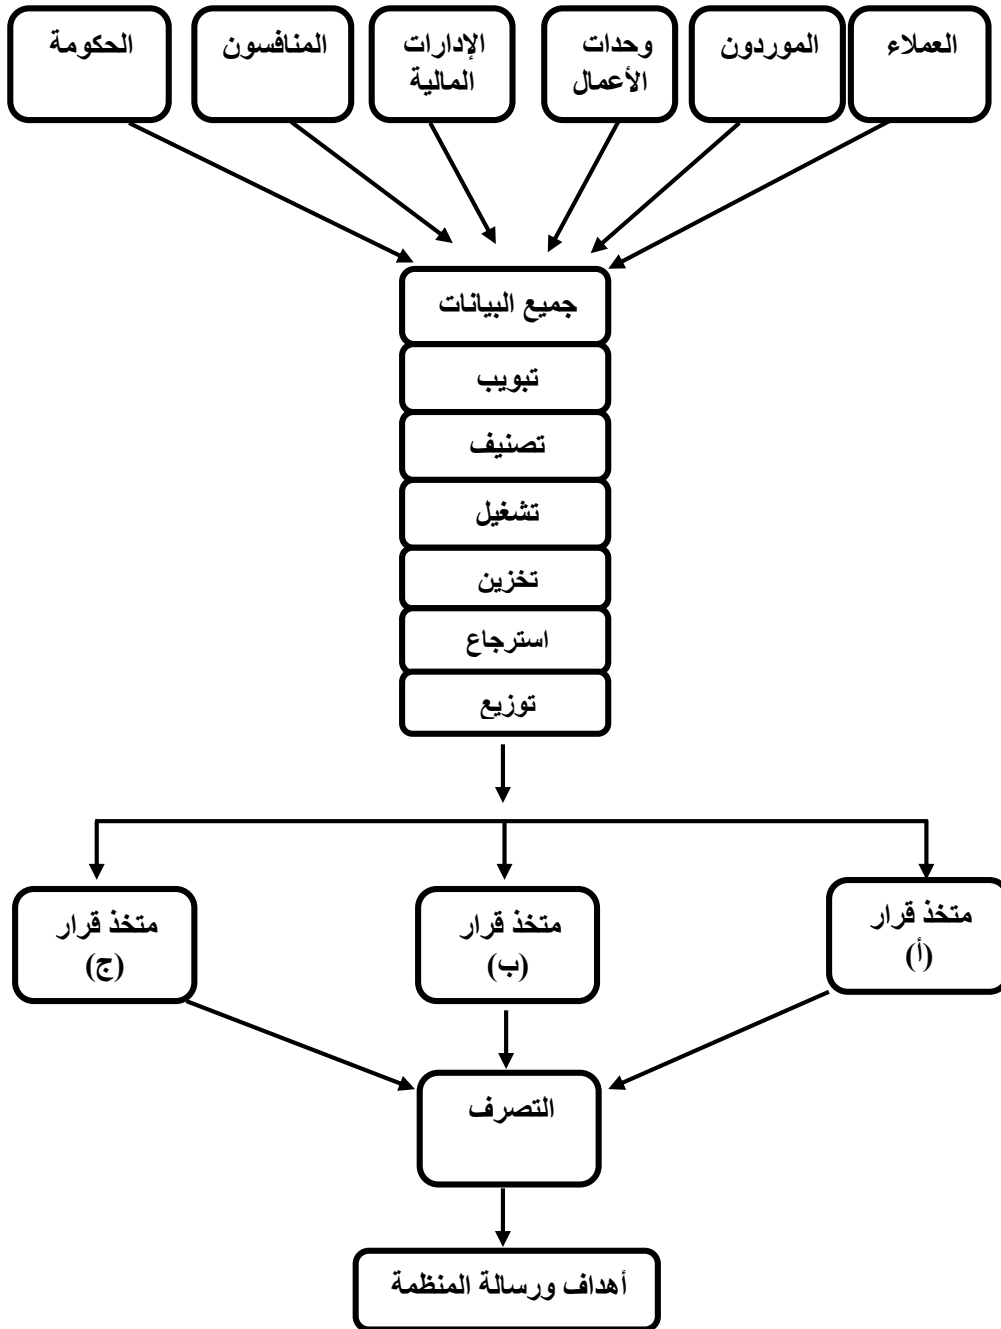 العملاء
الموردون
وحدات
الأعمال
الإدارات
المالية
المنافسون
الحكومة
جميع البيانات
تبويب
تصنيف
تشغيل
تخزين
استرجاع
توزيع
متخذ قرار
(أ)
متخذ قرار
(ب)
متخذ قرار
(ج)
التصرف
أهداف ورسالة المنظمة